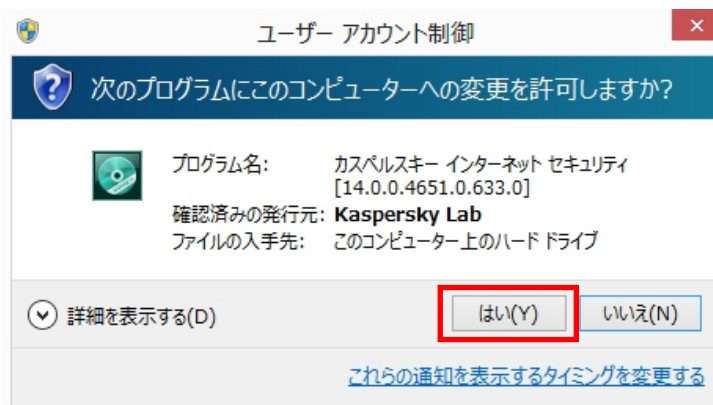 ユーザー アカウント制御
次のプログラムにこのコンピューターへの変更を許可しますか?
プログラム名: カスペルスキー インターネット セキュリティ
[14.0.0.4651.0.633.0]
確認済みの発行元: Kaspersky Lab
ファイルの入手先: このコンピューター上のハード ドライブ
詳細を表示する(D) はい(Y) いいえ(N)
これらの通知を表示するタイミングを変更する